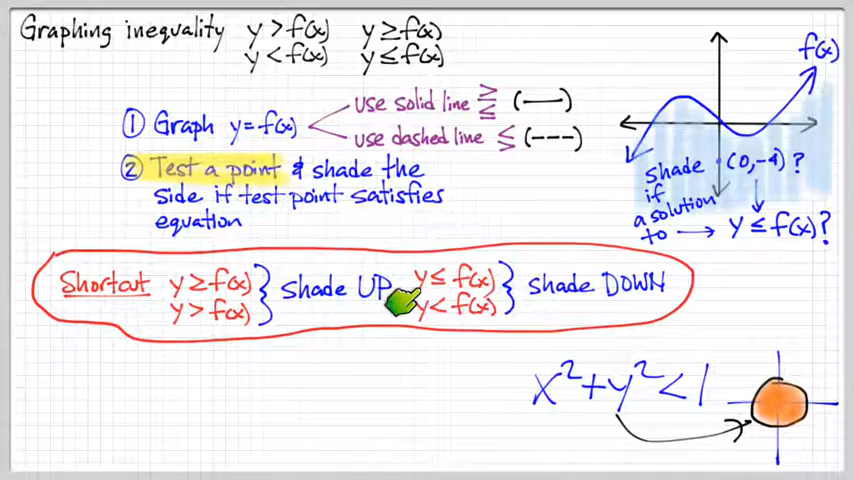 Graphing inequality y > f(x) y ≥ f(x)
y < f(x) y ≤ f(x)
f(x)
① Graph y = f(x)
use solid line ≥ ≤ (—)
use dashed line ≤ > (---)
② Test a point & shade the
side if test point satisfies
equation
(0,-4)?
shade
if
a solution
to → y ≤ f(x)?
Shortcut y ≥ f(x) } shade UP y ≤ f(x) } shade DOWN
y > f(x) y < f(x)
x² + y² < 1